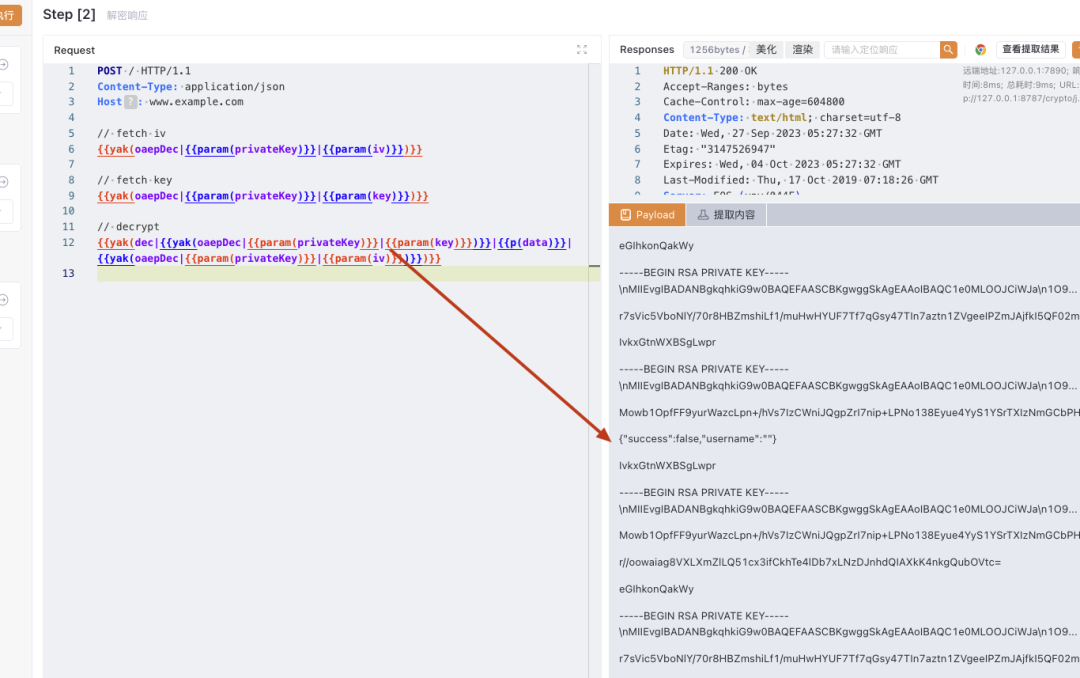 执行
Step [2] 解密响应
Request
1 POST / HTTP/1.1
2 Content-Type: application/json
3 Host ? : www.example.com
4
5 // fetch iv
6 {{yak(oaepDec|{{param(privateKey)}}|{{param(iv)}})}}
7
8 // fetch key
9 {{yak(oaepDec|{{param(privateKey)}}|{{param(key)}})}}
10
11 // decrypt
12 {{yak(dec|{{yak(oaepDec|{{param(privateKey)}}|{{param(key)}})}}|{{p(data)}}|
{{yak(oaepDec|{{param(privateKey)}}|{{param(iv)}})}})}}
13
Responses 1256bytes / 美化 渲染 请输入定位响应 查看提取结果
1 HTTP/1.1 200 OK
2 Accept-Ranges: bytes
3 Cache-Control: max-age=604800
4 Content-Type: text/html; charset=utf-8
5 Date: Wed, 27 Sep 2023 05:27:32 GMT
6 Etag: "3147526947"
7 Expires: Wed, 04 Oct 2023 05:27:32 GMT
8 Last-Modified: Thu, 17 Oct 2019 07:18:26 GMT
远端地址:127.0.0.1:7890; 响
时间:8ms; 总耗时:9ms; URL:
p://127.0.0.1:8787/crypto/j.
Payload 提取内容
eGIhkonQakWy
-----BEGIN RSA PRIVATE KEY-----
\nMIIEvgIBADANBgkqhkiG9w0BAQEFAASCBKgwggSkAgEAAoIBAQC1e0MLOOJCiWJa\n1O9...
r7sVic5VboNIY/70r8HBZmshiLf1/muHwHYUF7Tf7qGsy47TIn7aztn1ZVgeeIPZmJAjfkI5QF02m
IvkxGtnWXBSgLwpr
-----BEGIN RSA PRIVATE KEY-----
\nMIIEvgIBADANBgkqhkiG9w0BAQEFAASCBKgwggSkAgEAAoIBAQC1e0MLOOJCiWJa\n1O9...
Mowb1OpfFF9yurWazcLpn+/hVs7IzCWniJQgpZrI7nip+LPNo138Eyue4YyS1YSrTXIzNmGCbPH
{"success":false,"username":""}
IvkxGtnWXBSgLwpr
-----BEGIN RSA PRIVATE KEY-----
\nMIIEvgIBADANBgkqhkiG9w0BAQEFAASCBKgwggSkAgEAAoIBAQC1e0MLOOJCiWJa\n1O9...
Mowb1OpfFF9yurWazcLpn+/hVs7IzCWniJQgpZrI7nip+LPNo138Eyue4YyS1YSrTXIzNmGCbPH
r//oowaiag8VXLXmZlLQ51cx3ifCkhTe4IDb7xLNzDJnhdQIAXkK4nkgQubOVtc=
eGIhkonQakWy
-----BEGIN RSA PRIVATE KEY-----
\nMIIEvgIBADANBgkqhkiG9w0BAQEFAASCBKgwggSkAgEAAoIBAQC1e0MLOOJCiWJa\n1O9...
r7sVic5VboNIY/70r8HBZmshiLf1/muHwHYUF7Tf7qGsy47TIn7aztn1ZVgeeIPZmJAjfkI5QF02m